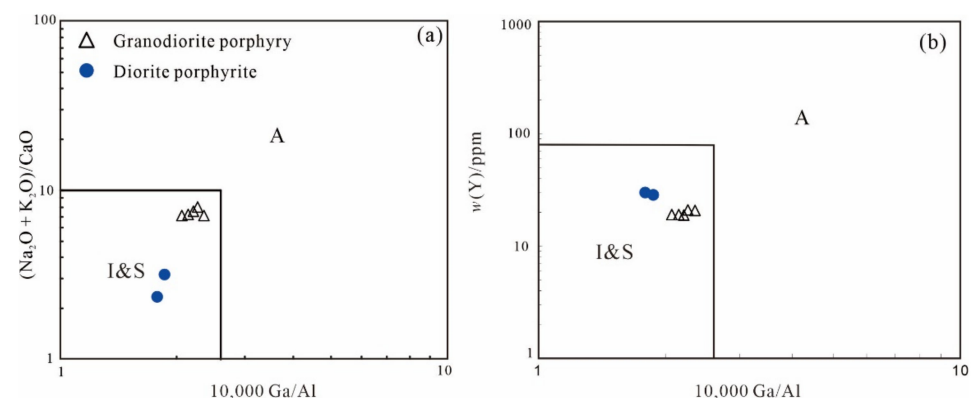 (a)
Granodiorite porphyry
Diorite porphyrite
100
10
1
(Na₂O + K₂O)/CaO
A
I&S
1
10
10,000 Ga/Al
(b)
1000
100
10
1
w(Y)/ppm
A
I&S
1
10
10,000 Ga/Al